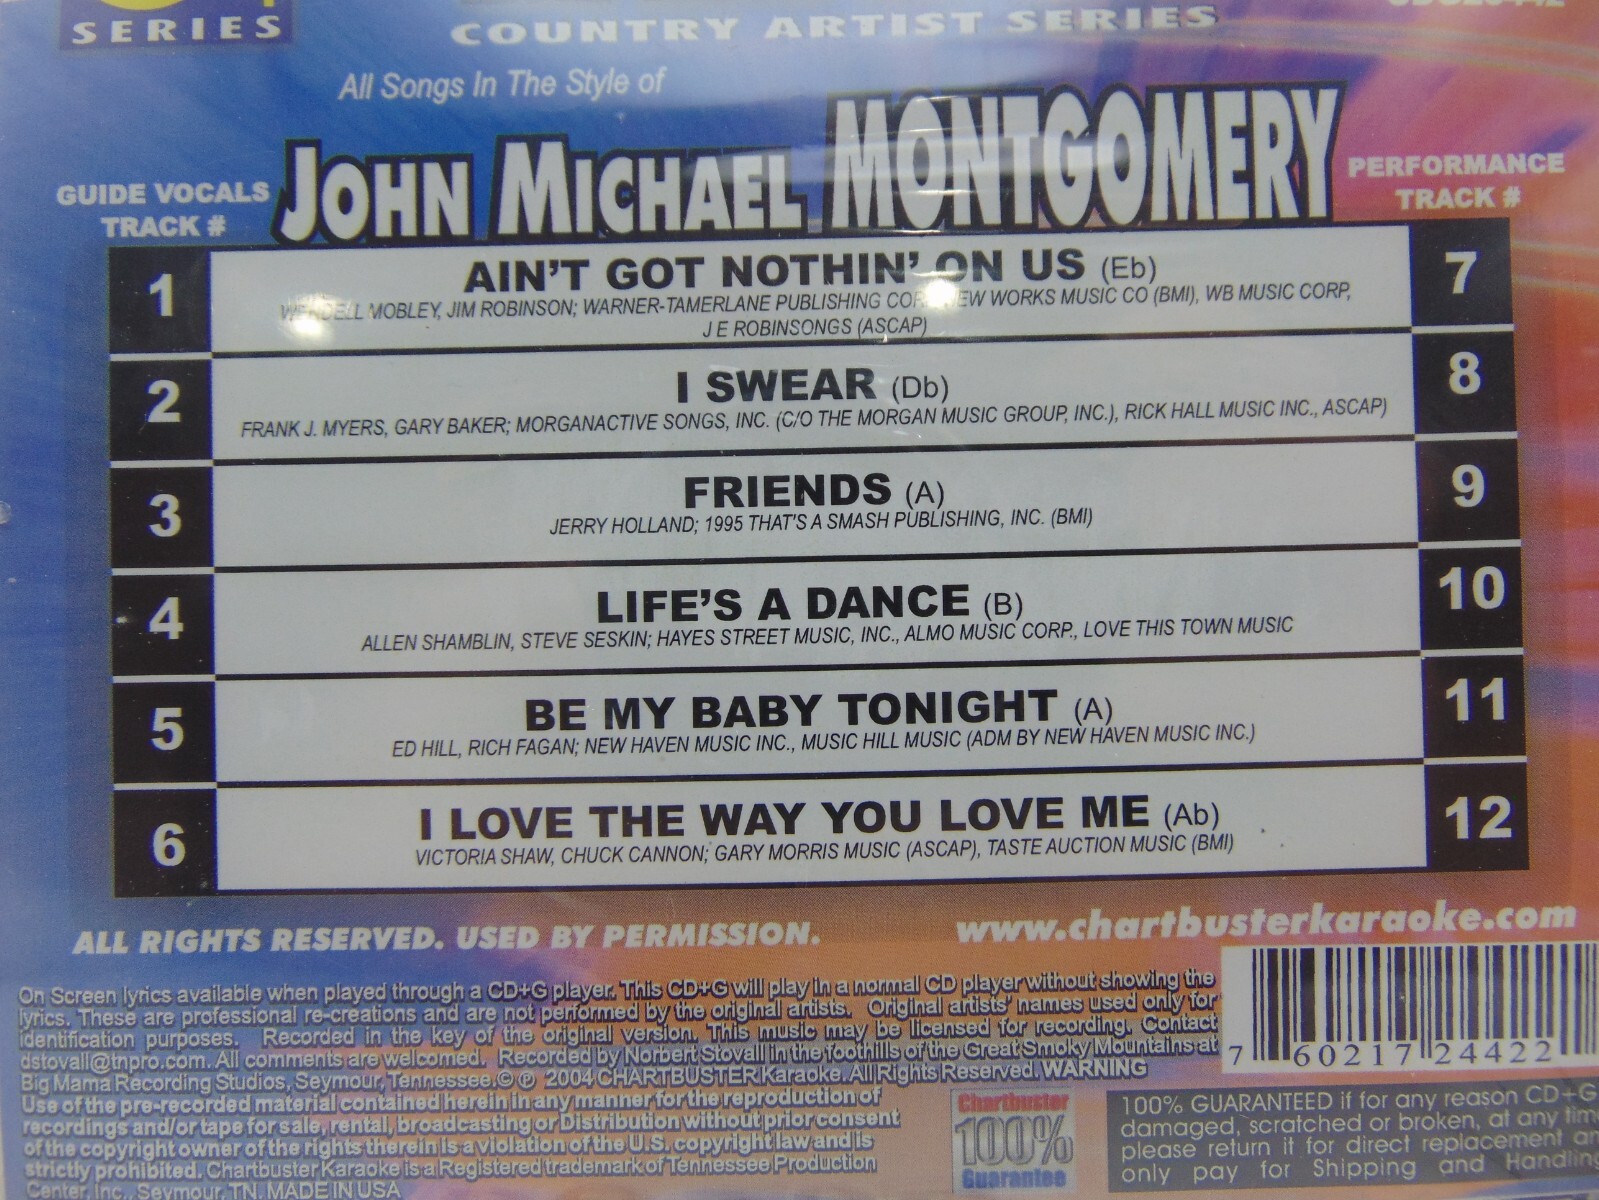 SERIES
COUNTRY ARTIST SERIES
All Songs In The Style of
JOHN MICHAEL MONTGOMERY
GUIDE VOCALS
TRACK #
PERFORMANCE
TRACK #
1 AIN'T GOT NOTHIN' ON US (Eb) 7
WENDELL MOBLEY, JIM ROBINSON; WARNER-TAMERLANE PUBLISHING CORP, NEW WORKS MUSIC CO (BMI), WB MUSIC CORP,
J E ROBINSONGS (ASCAP)
2 I SWEAR (Db) 8
FRANK J. MYERS, GARY BAKER; MORGANACTIVE SONGS, INC. (C/O THE MORGAN MUSIC GROUP, INC.), RICK HALL MUSIC INC., ASCAP)
3 FRIENDS (A) 9
JERRY HOLLAND; 1995 THAT'S A SMASH PUBLISHING, INC. (BMI)
4 LIFE'S A DANCE (B) 10
ALLEN SHAMBLIN, STEVE SESKIN; HAYES STREET MUSIC, INC., ALMO MUSIC CORP., LOVE THIS TOWN MUSIC
5 BE MY BABY TONIGHT (A) 11
ED HILL, RICH FAGAN; NEW HAVEN MUSIC INC., MUSIC HILL MUSIC (ADM BY NEW HAVEN MUSIC INC.)
6 I LOVE THE WAY YOU LOVE ME (Ab) 12
VICTORIA SHAW, CHUCK CANNON; GARY MORRIS MUSIC (ASCAP), TASTE AUCTION MUSIC (BMI)
ALL RIGHTS RESERVED. USED BY PERMISSION.
www.chartbusterkaraoke.com
On Screen lyrics available when played through a CD+G player. This CD+G will play in a normal CD player without showing the
lyrics. These are professional re-creations and are not performed by the original artists. Original artists' names used only for
identification purposes. Recorded in the key of the original version. This music may be licensed for recording. Contact
dstovall@tnpro.com. All comments are welcomed. Recorded by Norbert Stovall in the foothills of the Great Smoky Mountains at
Big Mama Recording Studios, Seymour, Tennessee.© ℗ 2004 CHARTBUSTER Karaoke. All Rights Reserved. WARNING
Use of the pre-recorded material contained herein in any manner for the reproduction of
recordings and/or tape for sale, rental, broadcasting or Distribution without prior consent
of the copyright owner of the rights therein is a violation of the U.S. copyright law and is
strictly prohibited. Chartbuster Karaoke is a Registered trademark of Tennessee Production
Center, Inc., Seymour, TN. MADE IN USA
7 60217 24422
Chartbuster
100%
Guarantee
100% GUARANTEED if for any reason CD+G
damaged, scratched or broken, at any time
please return it for direct replacement an
only pay for Shipping and Handling